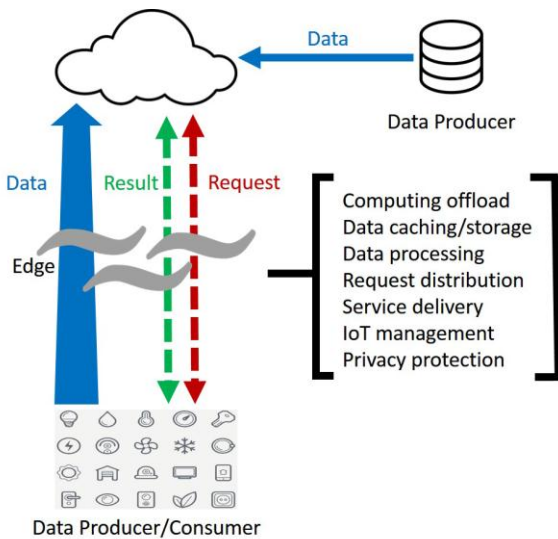 Data
Data Producer
Data
Result
Request
Edge
Computing offload
Data caching/storage
Data processing
Request distribution
Service delivery
IoT management
Privacy protection
Data Producer/Consumer